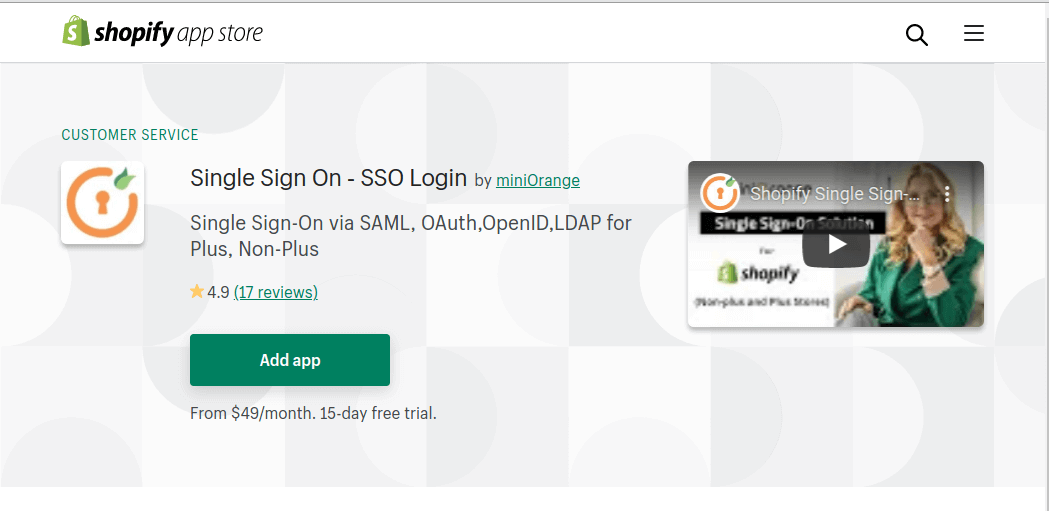 shopify app store
CUSTOMER SERVICE
Single Sign On - SSO Login by miniOrange
Single Sign-On via SAML, OAuth,OpenID,LDAP for
Plus, Non-Plus
4.9 (17 reviews)
Add app
From $49/month. 15-day free trial.
Shopify Single Sign-...
Single Sign-On Solution
For
shopify
(Non-plus and Plus Stores)